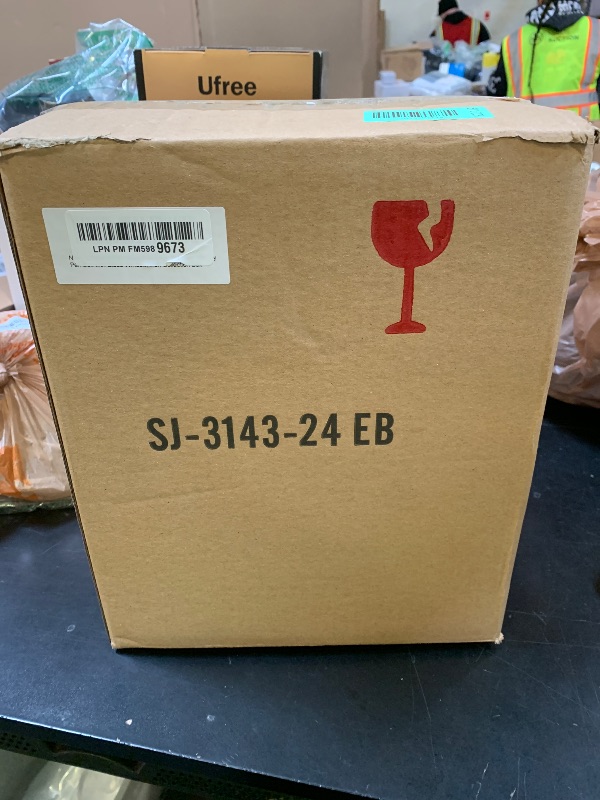 Ufree
LPN PM FM598 9673
SJ-3143-24 EB